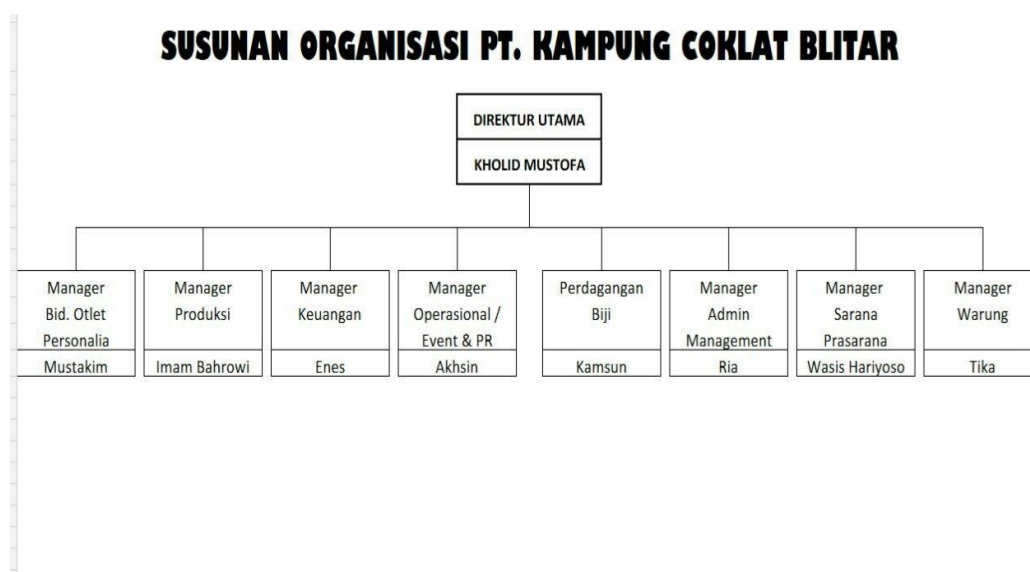 SUSUNAN ORGANISASI PT. KAMPUNG COKLAT BLITAR
DIREKTUR UTAMA
KHOLID MUSTOFA
Manager
Bid. Otlet
Personalia
Mustakim
Manager
Produksi
Imam Bahrowi
Manager
Keuangan
Enes
Manager
Operasional /
Event & PR
Akhsin
Perdagangan
Biji
Kamsun
Manager
Admin
Management
Ria
Manager
Sarana
Prasarana
Wasis Hariyoso
Manager
Warung
Tika